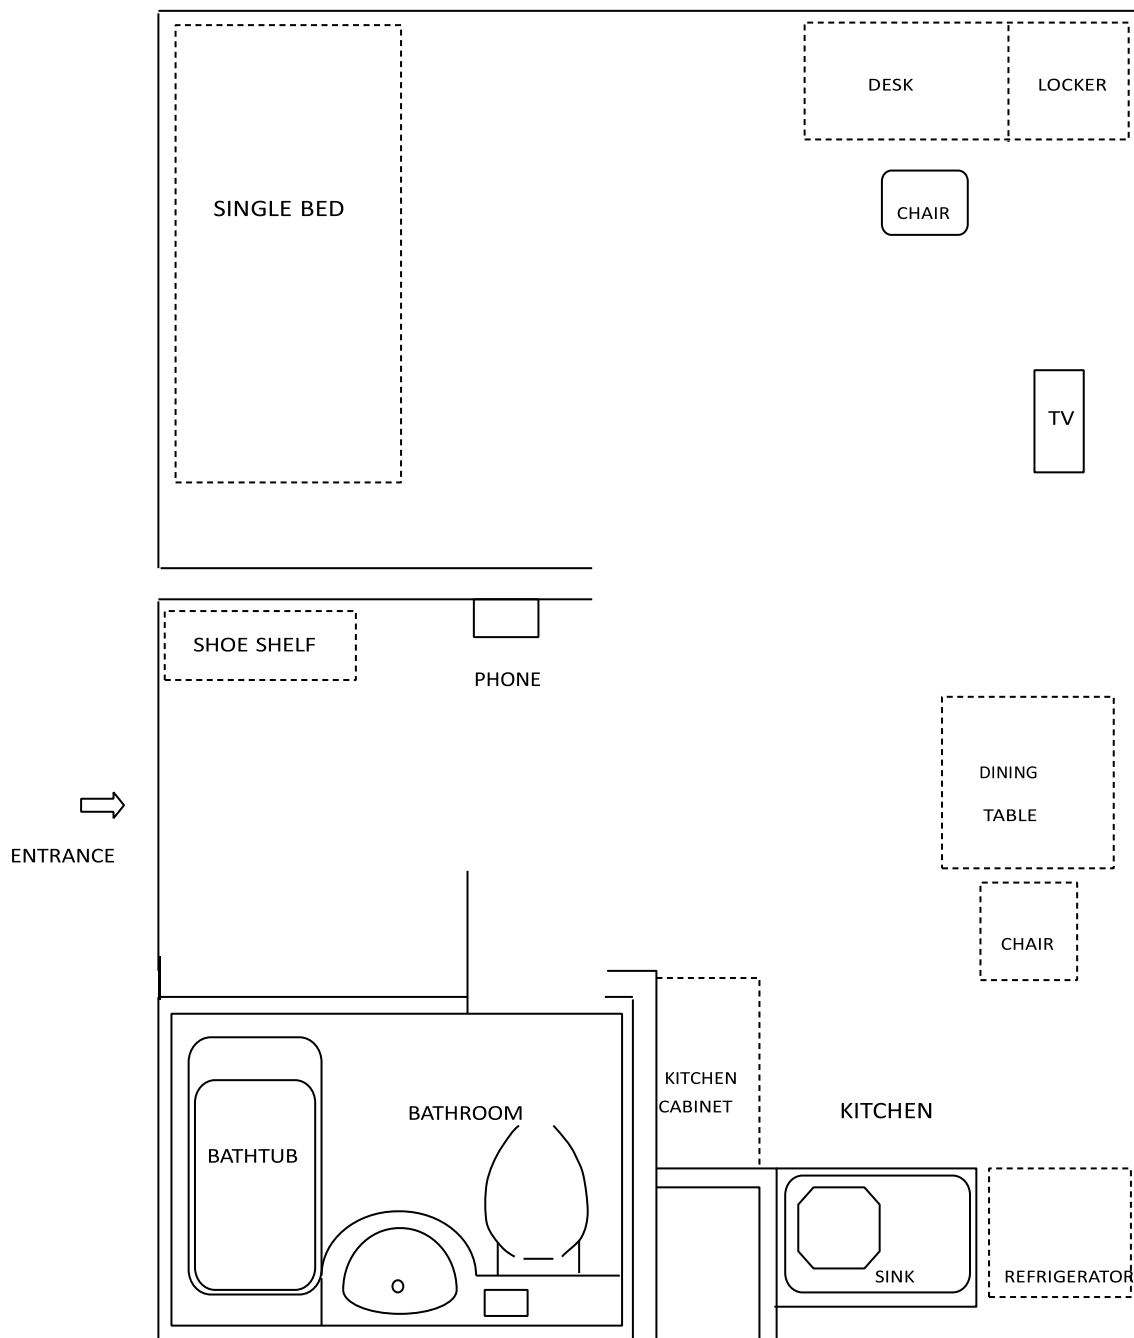 DESK
LOCKER
SINGLE BED
CHAIR
TV
SHOE SHELF
PHONE
DINING
TABLE
ENTRANCE
CHAIR
KITCHEN
CABINET
KITCHEN
BATHROOM
BATHTUB
SINK
REFRIGERATOR